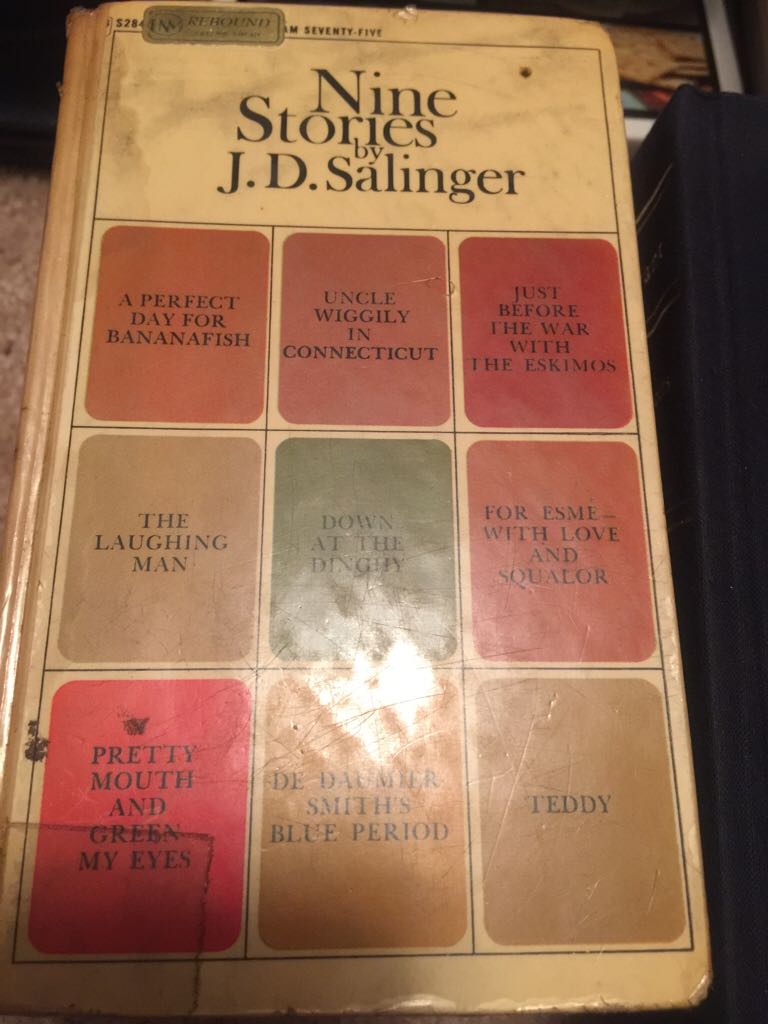 S284
REBOUND
AM SEVENTY-FIVE
Nine
Stories
by
J.D.Salinger
A PERFECT
DAY FOR
BANANAFISH
UNCLE
WIGGILY
IN
CONNECTICUT
JUST
BEFORE
THE WAR
WITH
THE ESKIMOS
THE
LAUGHING
MAN
DOWN
AT THE
DINGHY
FOR ESMÉ—
WITH LOVE
AND
SQUALOR
PRETTY
MOUTH
AND
GREEN
MY EYES
DE DAUMIER
SMITH'S
BLUE PERIOD
TEDDY